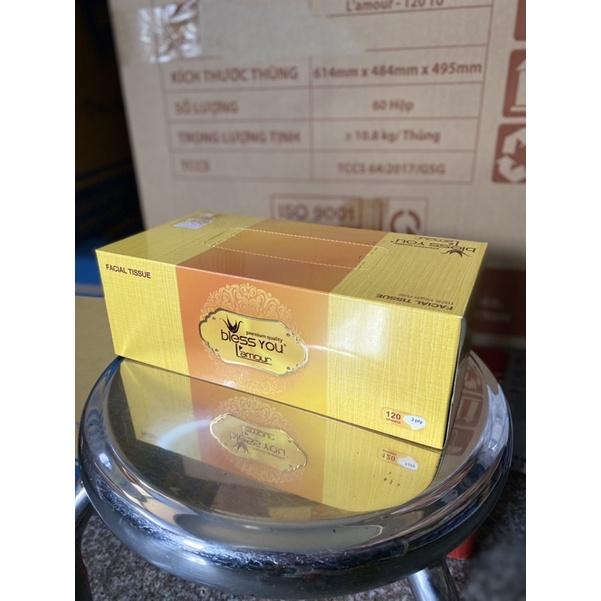 L'amour - 120 Tờ
KÍCH THƯỚC THÙNG 614mm x 484mm x 495mm
SỐ LƯỢNG 60 Hộp
TRỌNG LƯỢNG TỊNH ≥ 10.8 kg/Thùng
TCCS TCCS 64:2017/GSG
ISO 9001
bless you
L'amour
FACIAL TISSUE
FACIAL TISSUE
premium quality
bless you
L'amour
120
2 ply